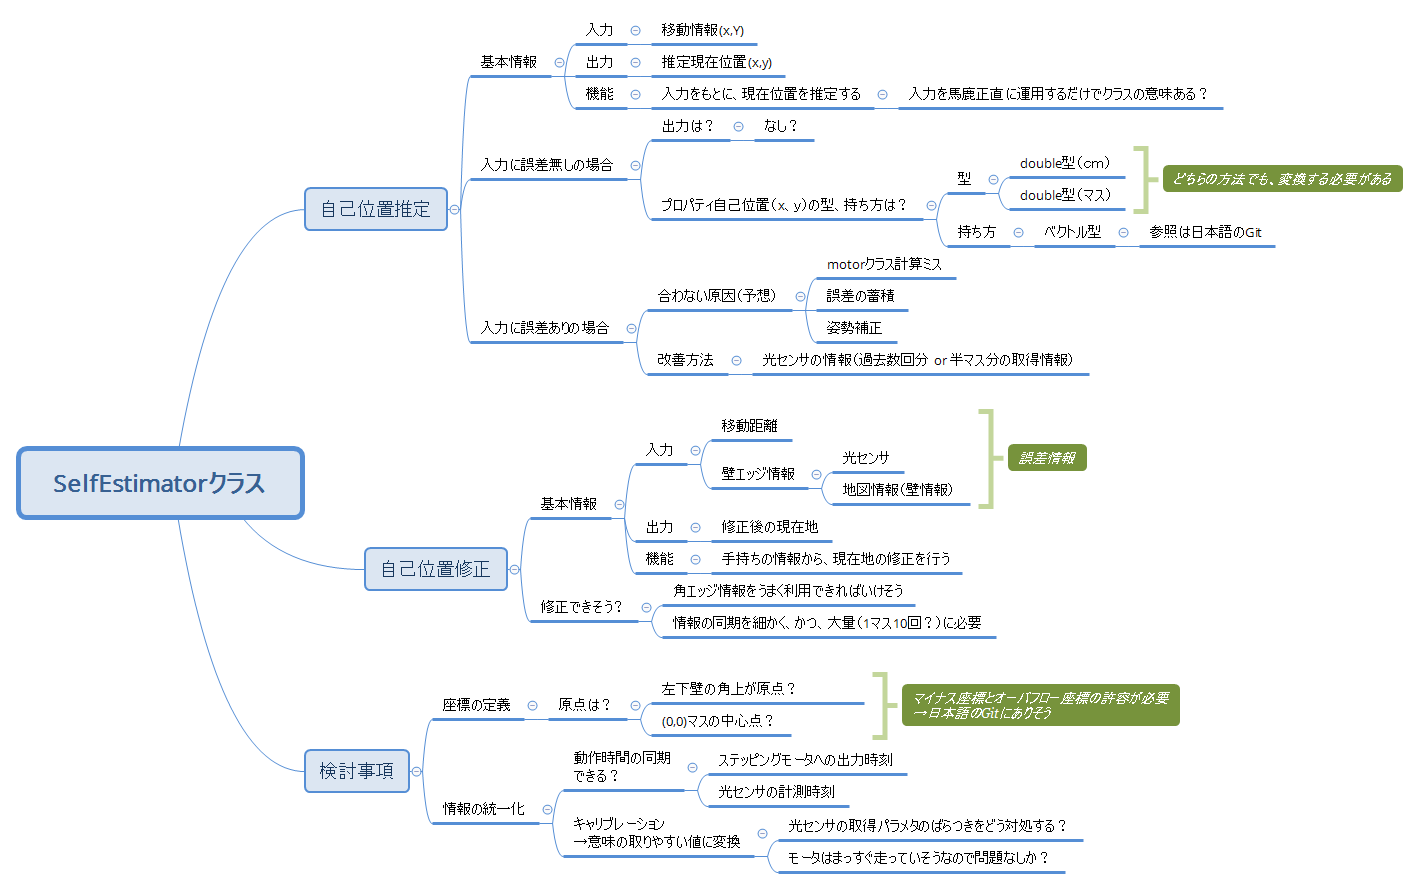 SelfEstimatorクラス
自己位置推定
基本情報
入力
移動情報(x,Y)
出力
推定現在位置(x,y)
機能
入力をもとに、現在位置を推定する
入力を馬鹿正直に運用するだけでクラスの意味ある？
入力に誤差無しの場合
出力は？
なし？
プロパティ自己位置（x、y）の型、持ち方は？
型
double型（cm）
double型（マス）
どちらの方法でも、変換する必要がある
持ち方
ベクトル型
参照は日本語のGit
入力に誤差ありの場合
合わない原因（予想）
motorクラス計算ミス
誤差の蓄積
姿勢補正
改善方法
光センサの情報（過去数回分 or 半マス分の取得情報）
自己位置修正
基本情報
入力
移動距離
壁エッジ情報
光センサ
地図情報（壁情報）
誤差情報
出力
修正後の現在地
機能
手持ちの情報から、現在地の修正を行う
修正できそう？
角エッジ情報をうまく利用できればいけそう
情報の同期を細かく、かつ、大量（1マス10回？）に必要
検討事項
座標の定義
原点は？
左下壁の角上が原点？
(0,0)マスの中心点？
マイナス座標とオーバフロー座標の許容が必要
→日本語のGitにありそう
情報の統一化
動作時間の同期
できる？
ステッピングモータへの出力時刻
光センサの計測時刻
キャリブレーション
→意味の取りやすい値に変換
光センサの取得パラメタのばらつきをどう対処する？
モータはまっすぐ走っていそうなので問題なしか？